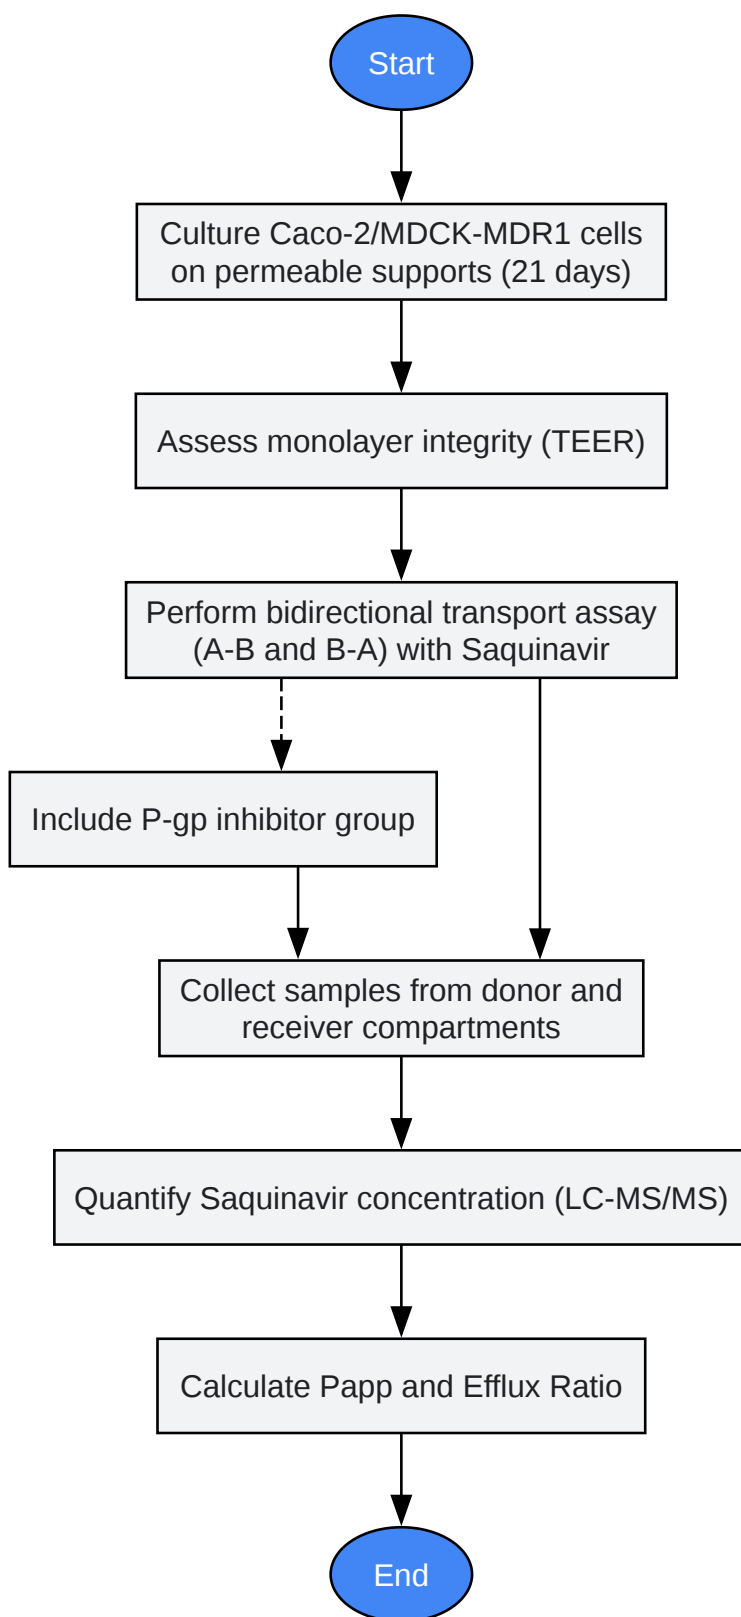 Start
Culture Caco-2/MDCK-MDR1 cells
on permeable supports (21 days)
Assess monolayer integrity (TEER)
Perform bidirectional transport assay
(A-B and B-A) with Saquinavir
Include P-gp inhibitor group
Collect samples from donor and
receiver compartments
Quantify Saquinavir concentration (LC-MS/MS)
Calculate Papp and Efflux Ratio
End